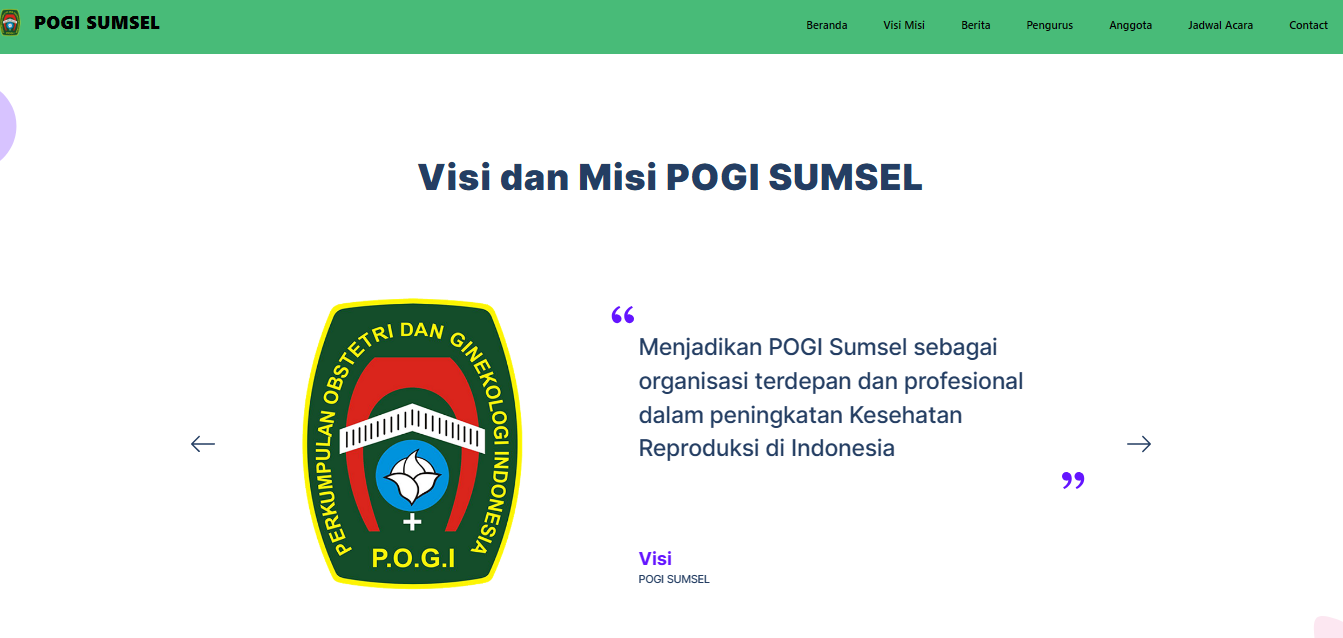 POGI SUMSEL
Beranda Visi Misi Berita Pengurus Anggota Jadwal Acara Contact
Visi dan Misi POGI SUMSEL
PERKUMPULAN OBSTETRI DAN GINEKOLOGI INDONESIA
P.O.G.I
“
Menjadikan POGI Sumsel sebagai
organisasi terdepan dan profesional
dalam peningkatan Kesehatan
Reproduksi di Indonesia
”
Visi
POGI SUMSEL